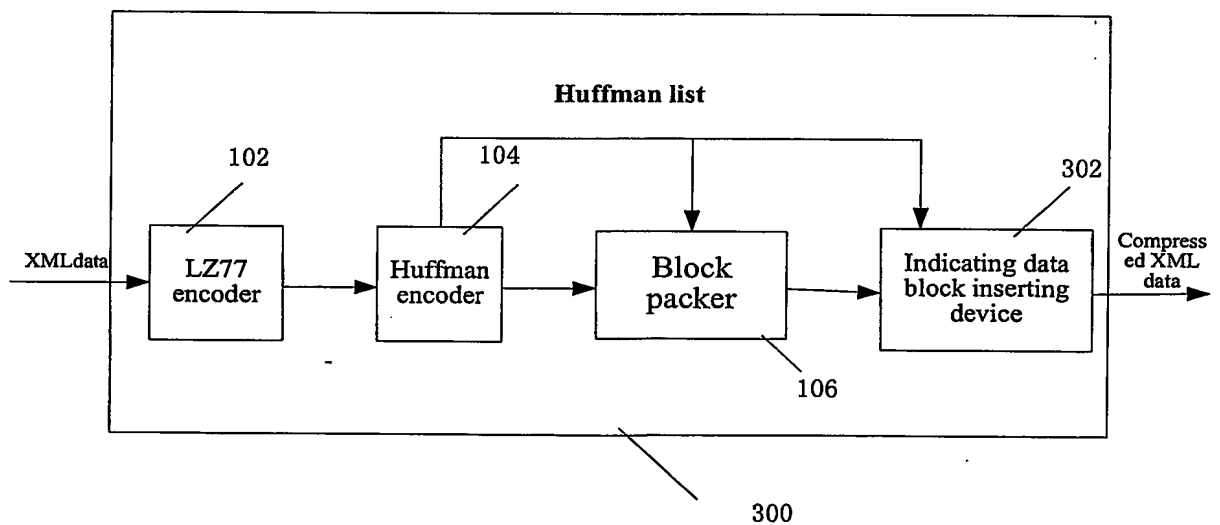 Huffman list
102
104
302
XMLdata
LZ77
encoder
Huffman
encoder
Block
packer
Indicating data
block inserting
device
Compress
ed XML
data
106
300